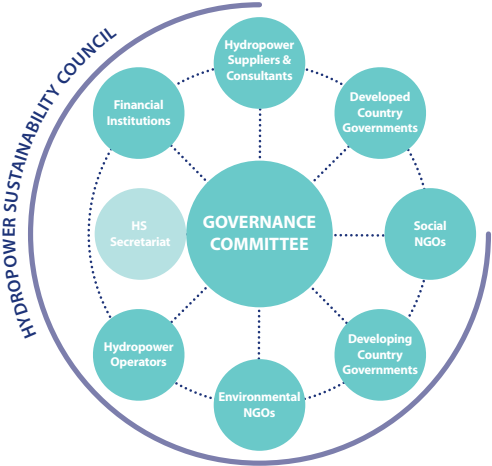 HYDROPOWER SUSTAINABILITY COUNCIL
Hydropower
Suppliers &
Consultants
Developed
Country
Governments
Social
NGOs
Developing
Country
Governments
Environmental
NGOs
Hydropower
Operators
HS
Secretariat
Financial
Institutions
GOVERNANCE
COMMITTEE